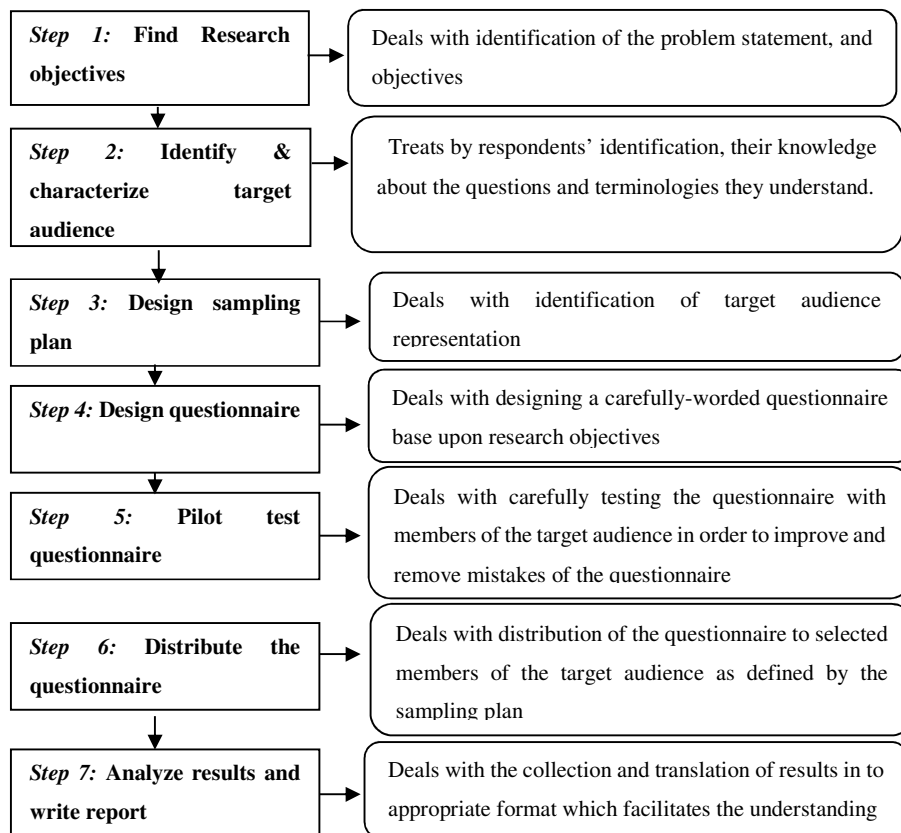 Step 1: Find Research
objectives
Deals with identification of the problem statement, and
objectives
Step 2: Identify &
characterize target
audience
Treats by respondents’ identification, their knowledge
about the questions and terminologies they understand.
Step 3: Design sampling
plan
Deals with identification of target audience
representation
Step 4: Design questionnaire
Deals with designing a carefully-worded questionnaire
base upon research objectives
Step 5: Pilot test
questionnaire
Deals with carefully testing the questionnaire with
members of the target audience in order to improve and
remove mistakes of the questionnaire
Step 6: Distribute the
questionnaire
Deals with distribution of the questionnaire to selected
members of the target audience as defined by the
sampling plan
Step 7: Analyze results and
write report
Deals with the collection and translation of results in to
appropriate format which facilitates the understanding